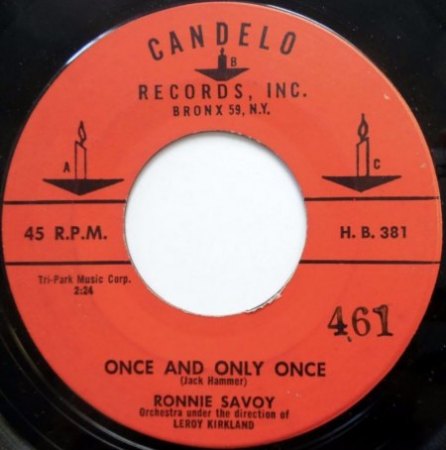 CANDELO
B
RECORDS, INC.
BRONX 59, N.Y.
A
C
45 R.P.M.
H. B. 381
Tri-Park Music Corp.
2:24
461
ONCE AND ONLY ONCE
(Jack Hammer)
RONNIE SAVOY
Orchestra under the direction of
LEROY KIRKLAND